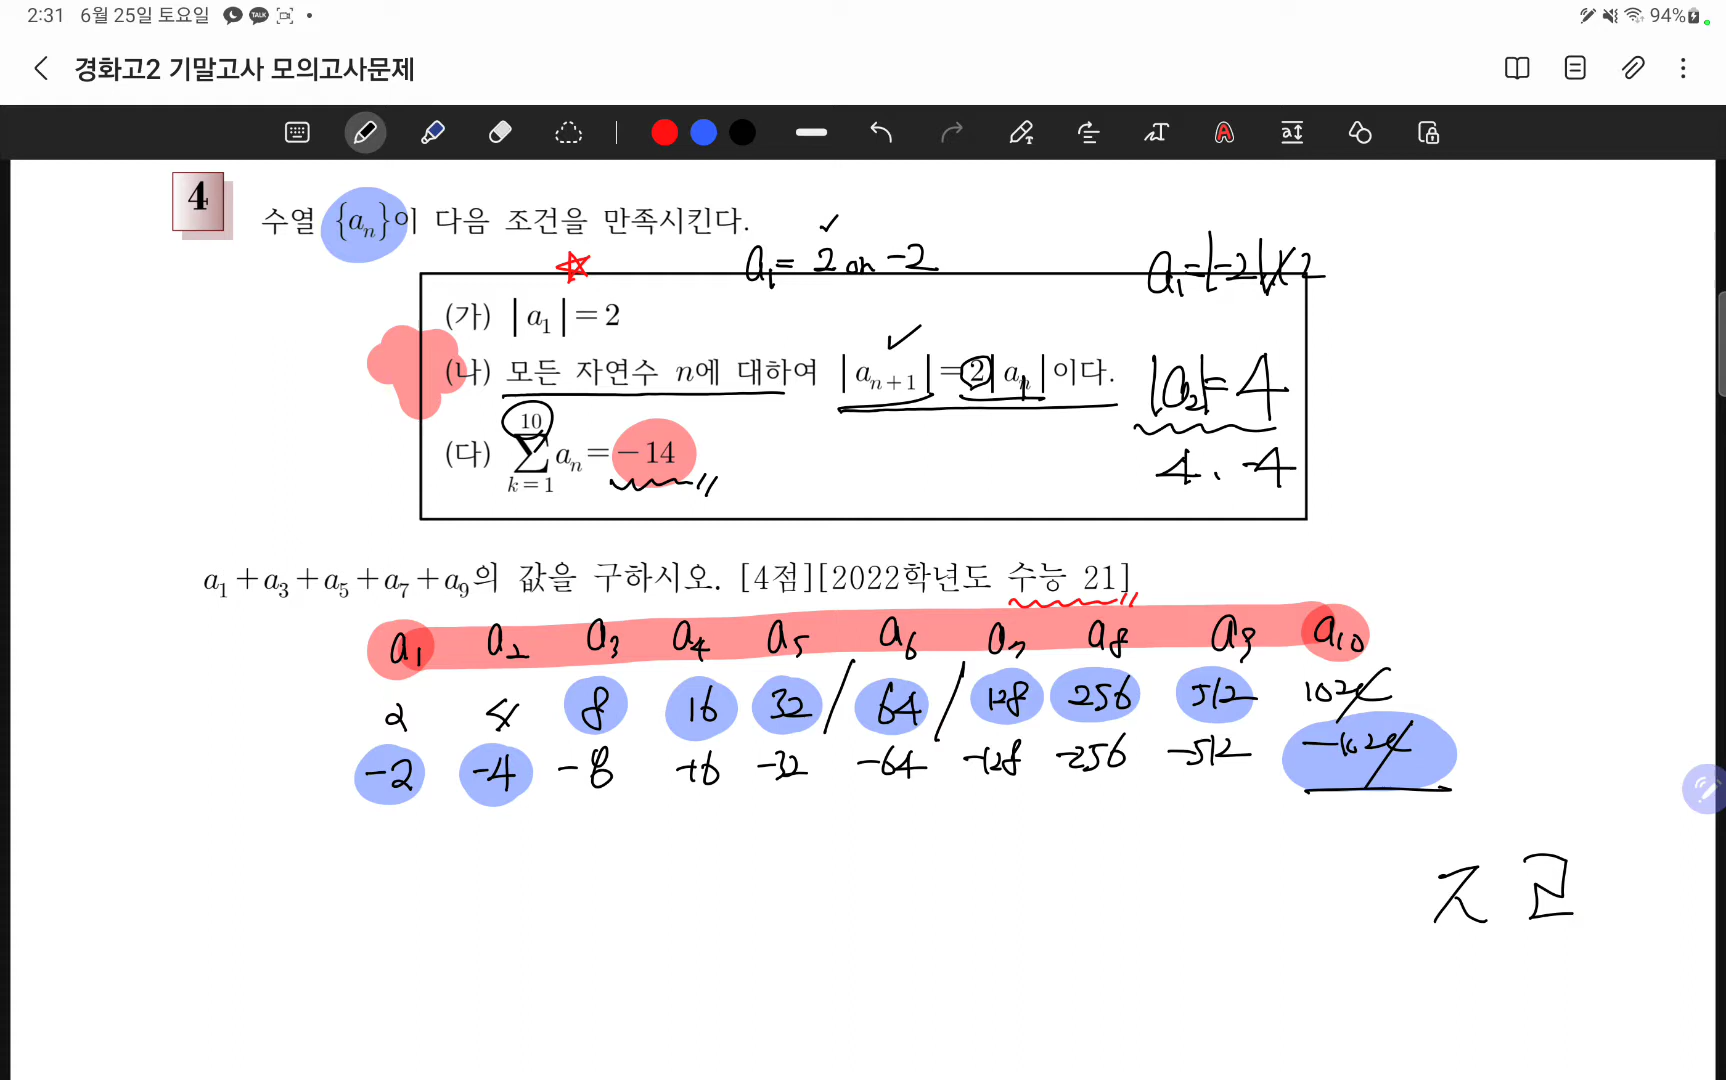 2:31 6월 25일 토요일 TALK 94%
경화고2 기말고사 모의고사문제
4
수열 {aₙ}이 다음 조건을 만족시킨다.
a₁= 2 or -2
a₁=|-2|×2
(가) |a₁|=2
(나) 모든 자연수 n에 대하여 |aₙ₊₁|=2|aₙ|이다.
|a₂|=4
4. -4
(다) 10 Σ k=1 aₙ=-14
a₁+a₃+a₅+a₇+a₉의 값을 구하시오. [4점][2022학년도 수능 21]
a₁ a₂ a₃ a₄ a₅ a₆ a₇ a₈ a₉ a₁₀
2 4 8 16 32 / 64 / 128 256 512 1024
-2 -4 -8 -16 -32 -64 -128 -256 -512 -1024